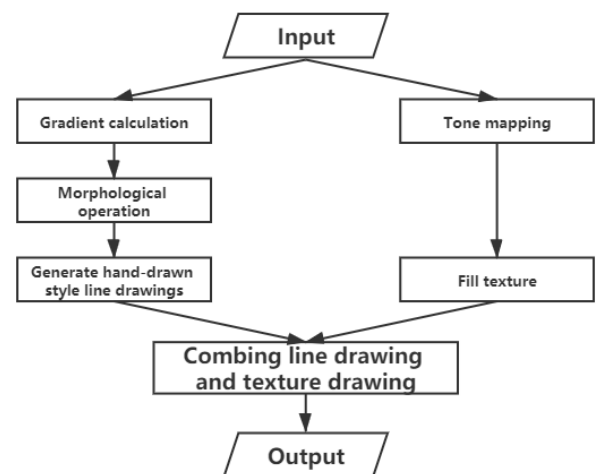 Input
Gradient calculation
Tone mapping
Morphological
operation
Generate hand-drawn
style line drawings
Fill texture
Combing line drawing
and texture drawing
Output